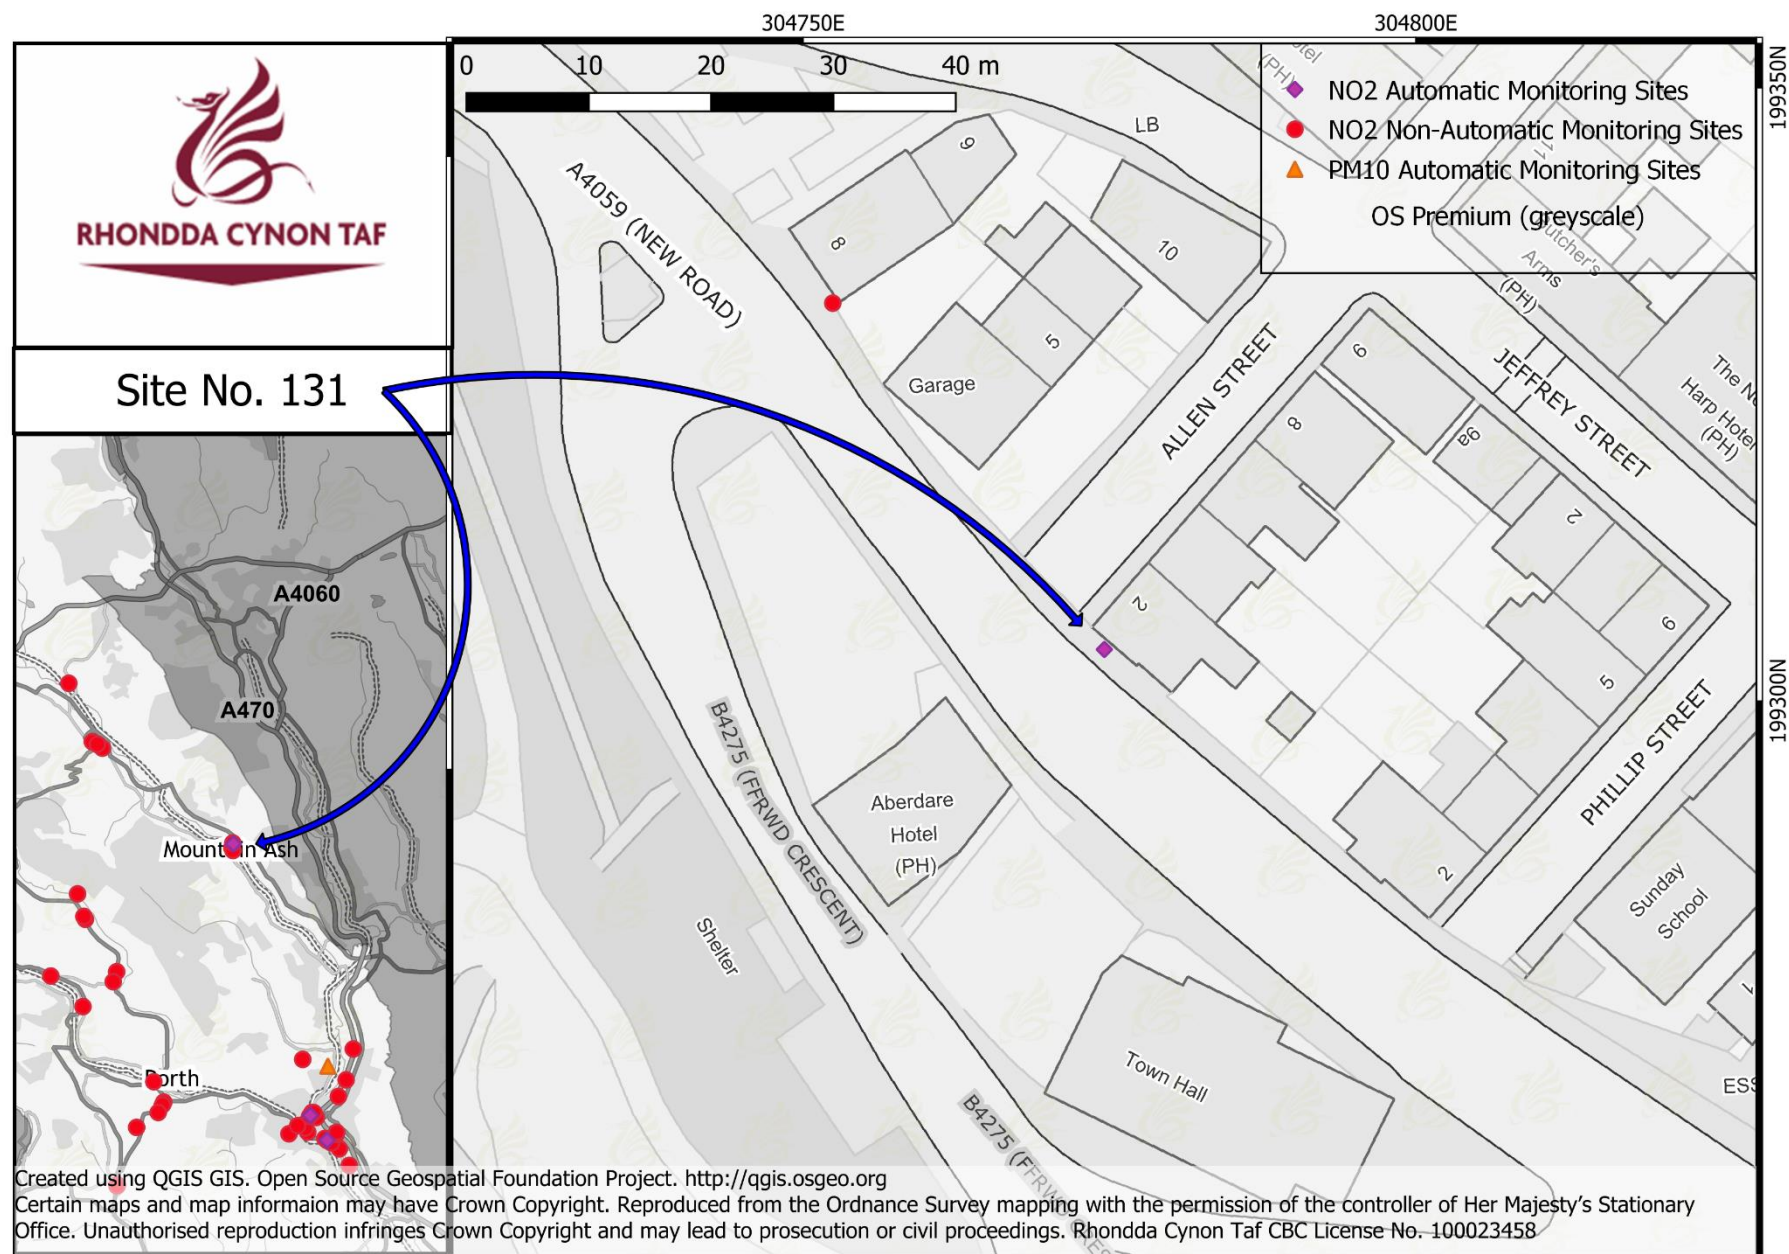 304750E
304800E
199350N
199300N
RHONDDA CYNON TAF
Site No. 131
0 10 20 30 40 m
NO2 Automatic Monitoring Sites
NO2 Non-Automatic Monitoring Sites
PM10 Automatic Monitoring Sites
OS Premium (greyscale)
(PH)
LB
A4059 (NEW ROAD)
9
8
10
11
5
Garage
Arms
(PH)
ALLEN STREET
JEFFREY STREET
The
Harp Hotel
(PH)
6
8
9a
2
2
6
5
2
PHILLIP STREET
Sunday
School
1
B4275 (FFRWD CRESCENT)
Aberdare
Hotel
(PH)
Shelter
Town Hall
B4275 (FFRWD
ESS
A4060
A470
Mountain Ash
Porth
Created using QGIS GIS. Open Source Geospatial Foundation Project. http://qgis.osgeo.org
Certain maps and map informaion may have Crown Copyright. Reproduced from the Ordnance Survey mapping with the permission of the controller of Her Majesty’s Stationary
Office. Unauthorised reproduction infringes Crown Copyright and may lead to prosecution or civil proceedings. Rhondda Cynon Taf CBC License No. 100023458